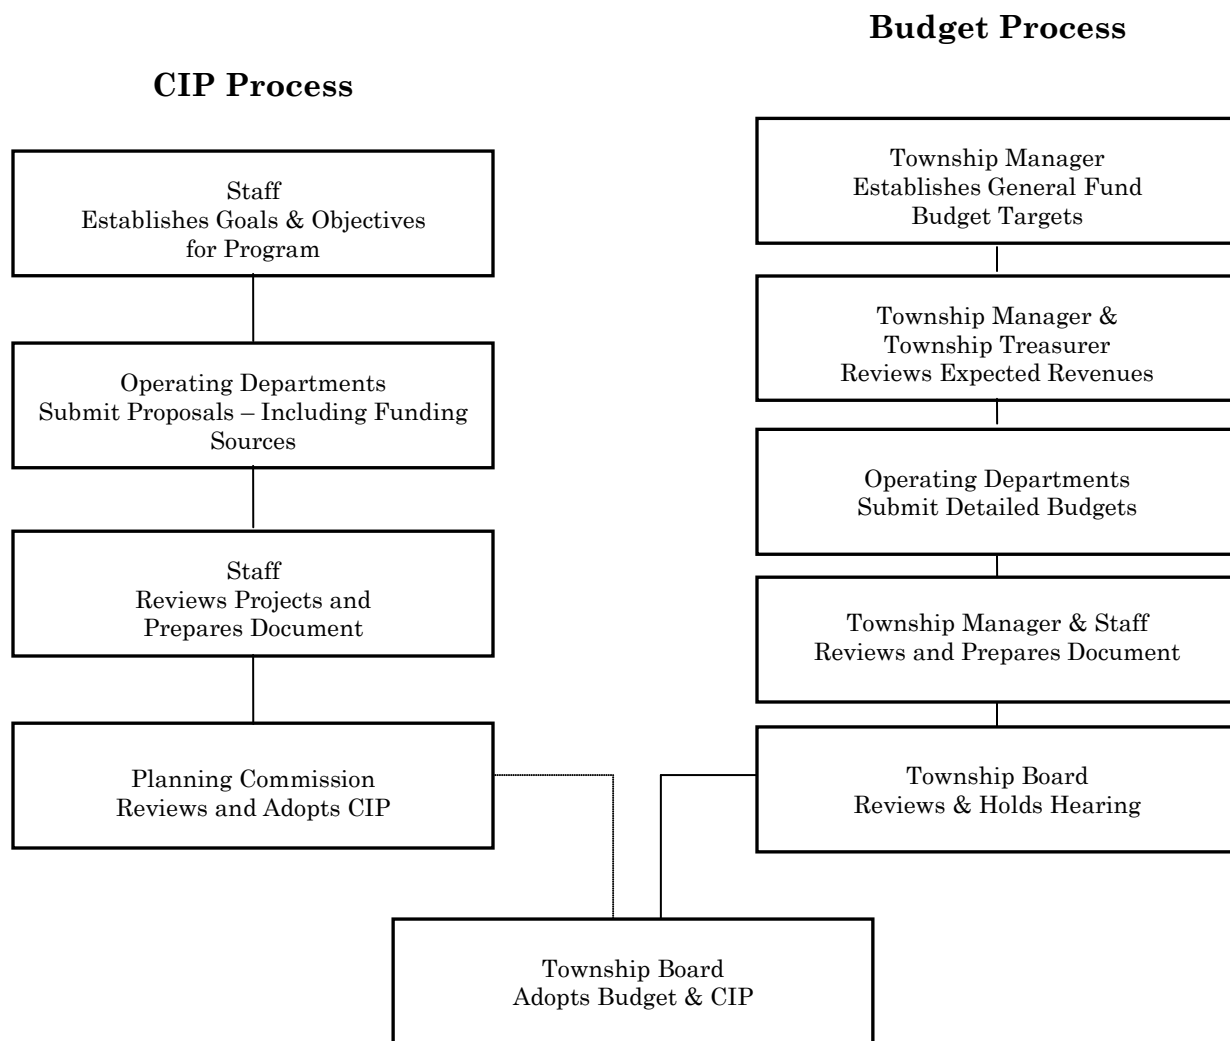 Budget Process
CIP Process
Staff
Establishes Goals & Objectives
for Program
Operating Departments
Submit Proposals – Including Funding
Sources
Staff
Reviews Projects and
Prepares Document
Planning Commission
Reviews and Adopts CIP
Township Manager
Establishes General Fund
Budget Targets
Township Manager &
Township Treasurer
Reviews Expected Revenues
Operating Departments
Submit Detailed Budgets
Township Manager & Staff
Reviews and Prepares Document
Township Board
Reviews & Holds Hearing
Township Board
Adopts Budget & CIP